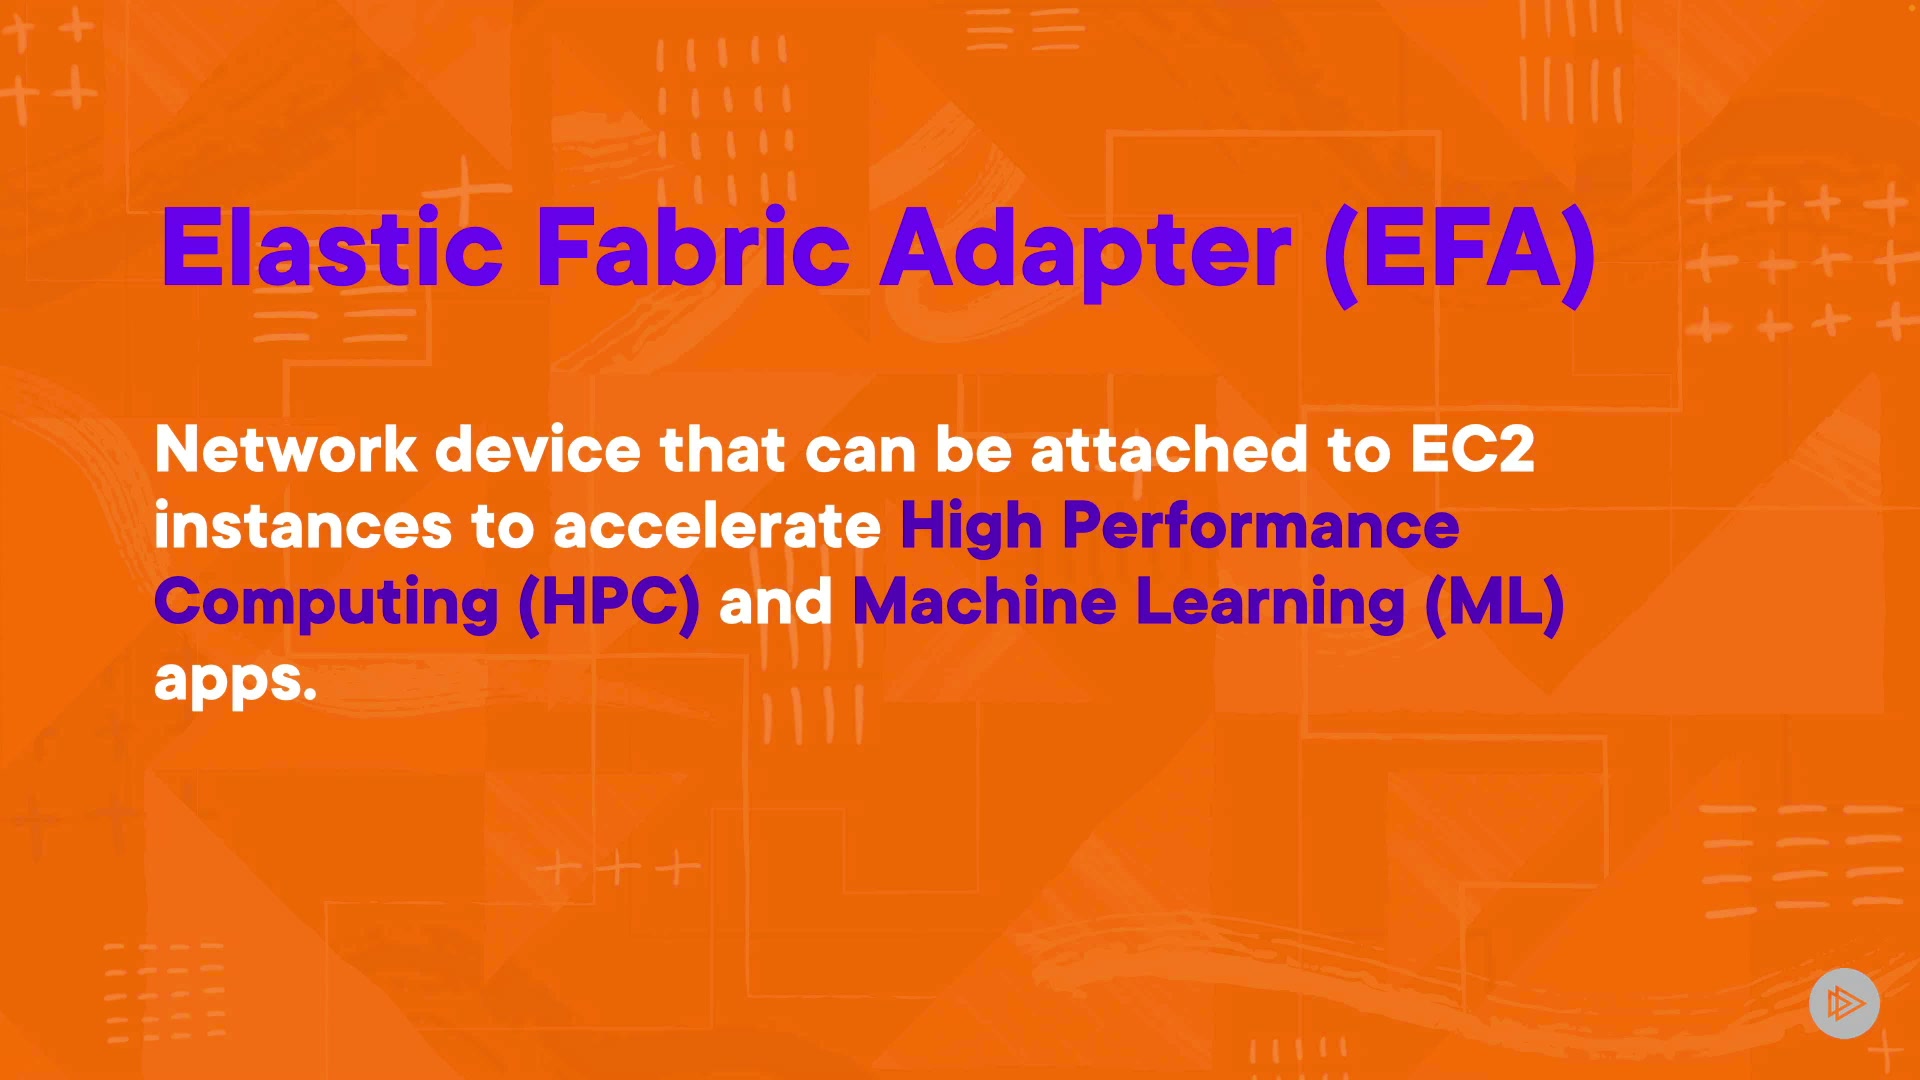 Elastic Fabric Adapter (EFA)
Network device that can be attached to EC2
instances to accelerate High Performance
Computing (HPC) and Machine Learning (ML)
apps.